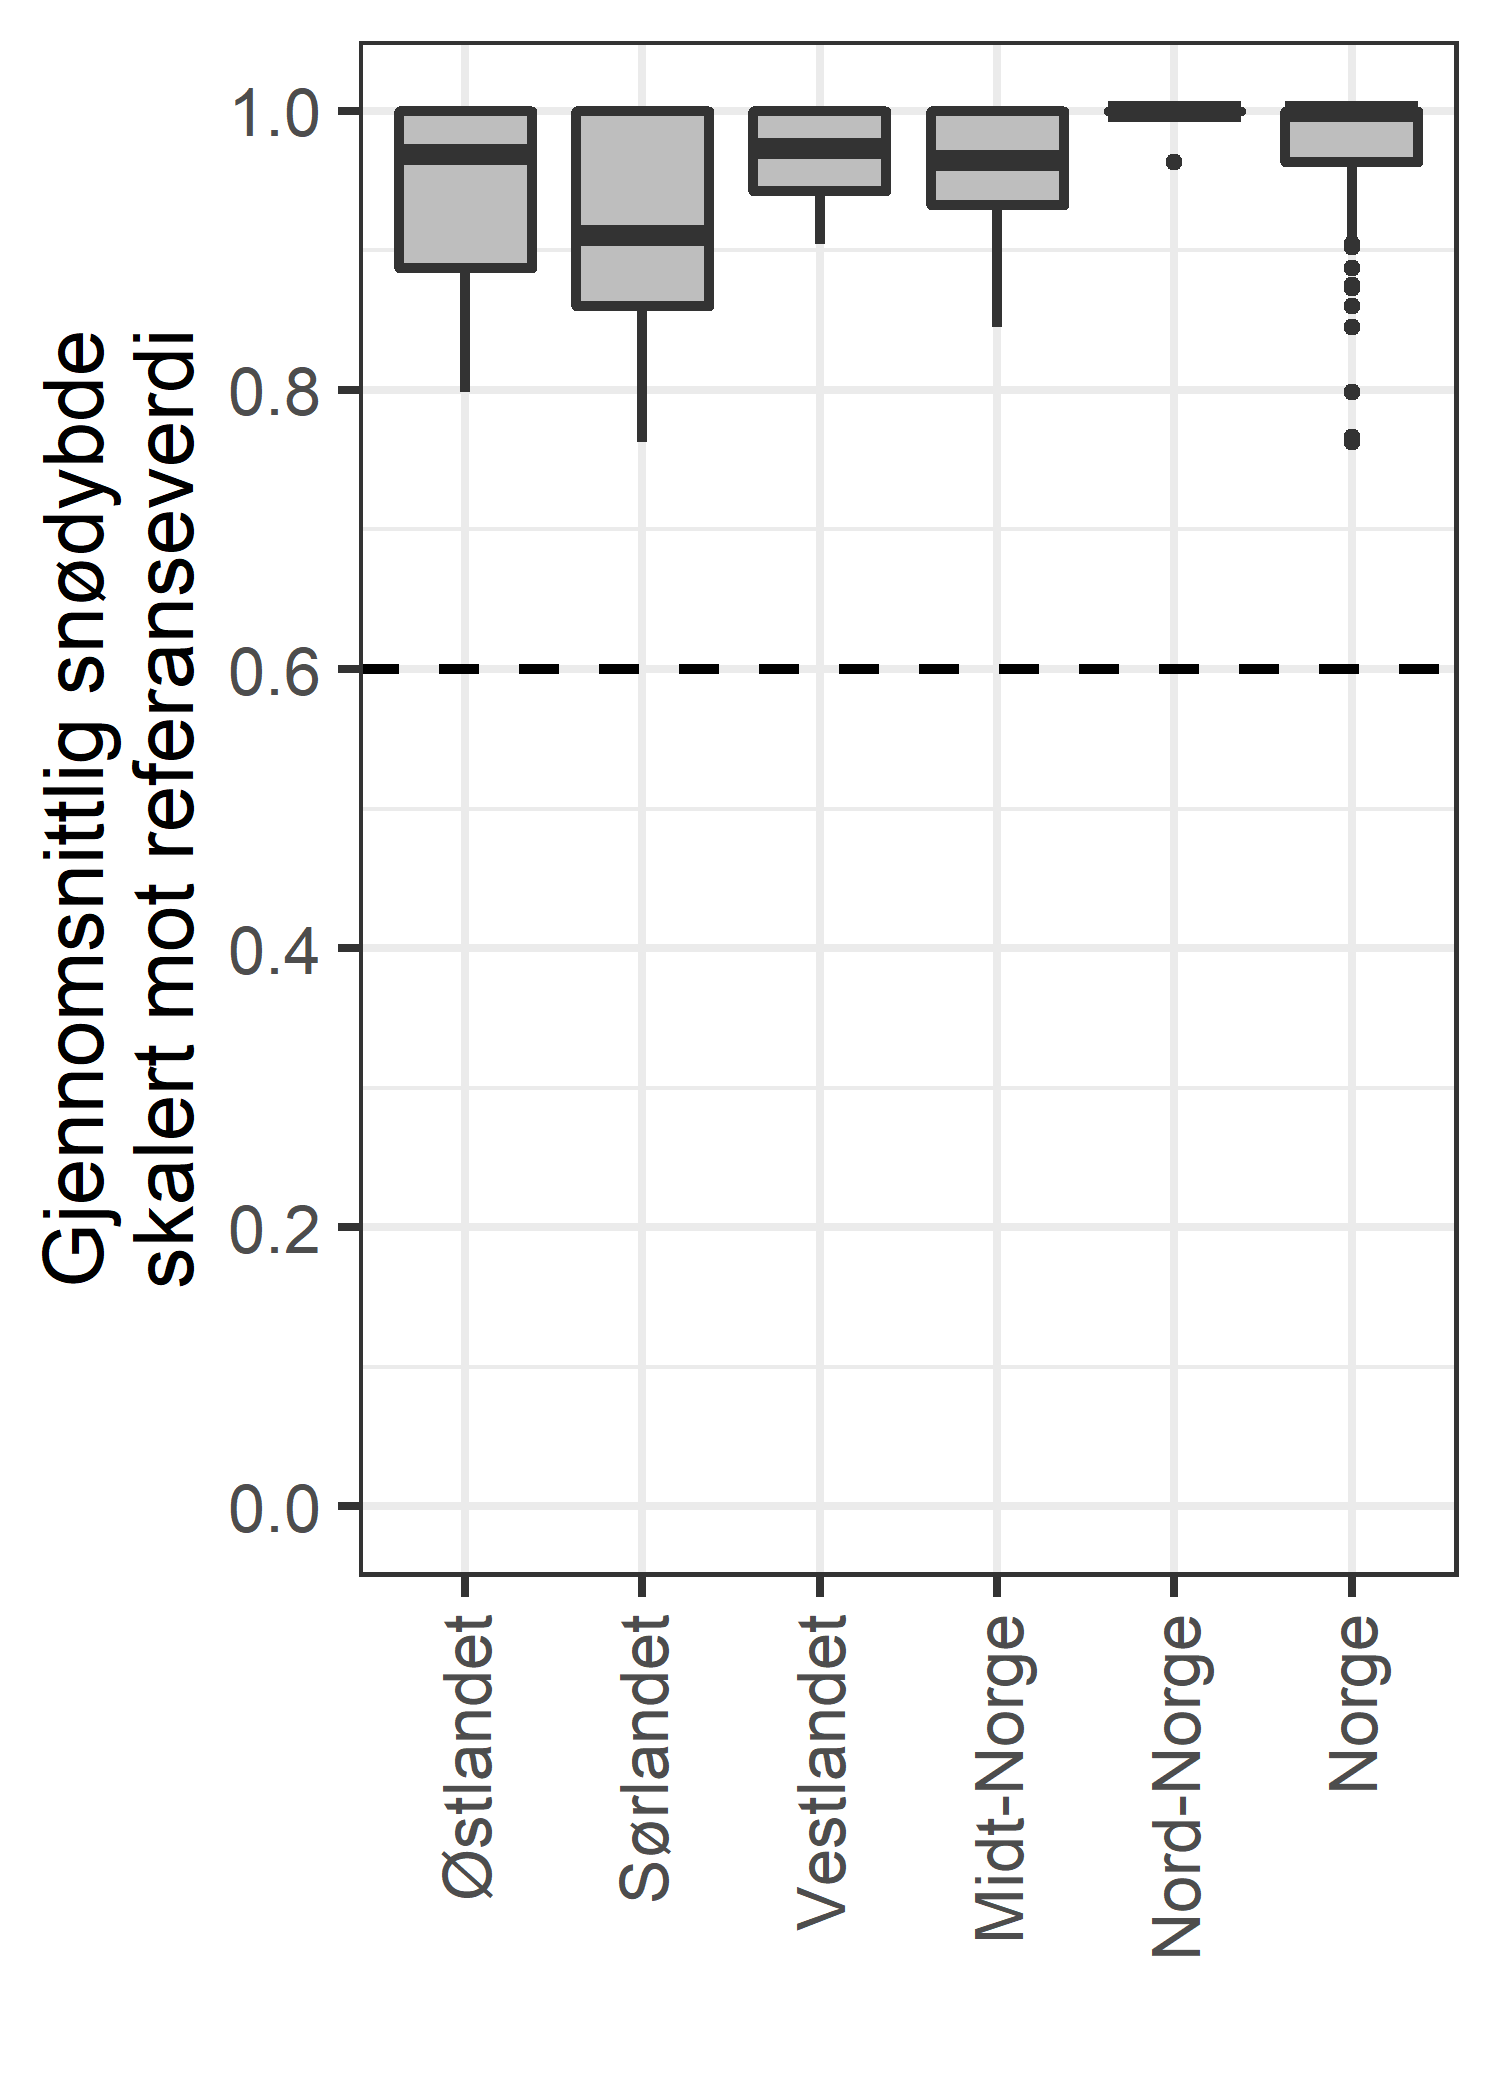 Gjennomsnittlig snødybde
skalert mot referanseverdi
1.0
0.8
0.6
0.4
0.2
0.0
Østlandet
Sørlandet
Vestlandet
Midt-Norge
Nord-Norge
Norge